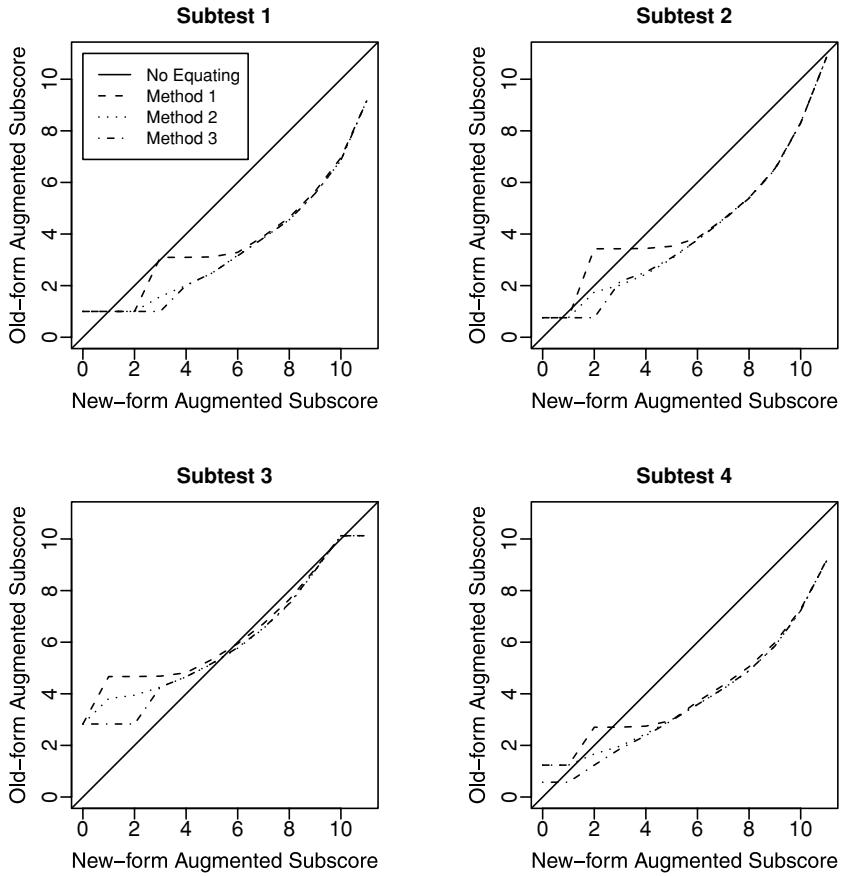 Subtest 1
Old−form Augmented Subscore
0 2 4 6 8 10
No Equating
Method 1
Method 2
Method 3
0 2 4 6 8 10
New−form Augmented Subscore
Subtest 2
Old−form Augmented Subscore
0 2 4 6 8 10
0 2 4 6 8 10
New−form Augmented Subscore
Subtest 3
Old−form Augmented Subscore
0 2 4 6 8 10
0 2 4 6 8 10
New−form Augmented Subscore
Subtest 4
Old−form Augmented Subscore
0 2 4 6 8 10
0 2 4 6 8 10
New−form Augmented Subscore